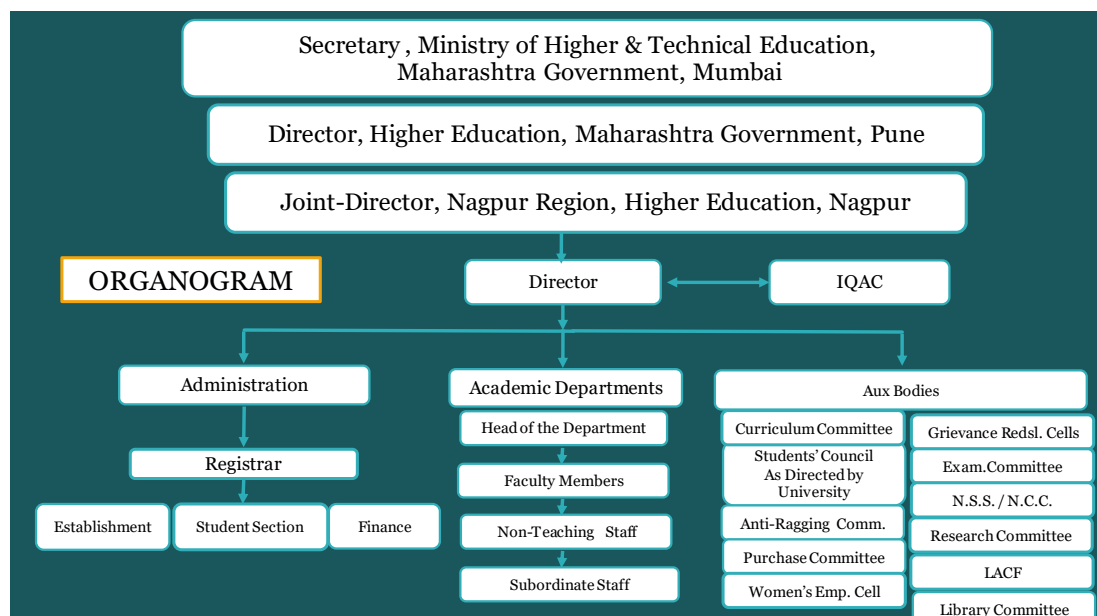 Secretary , Ministry of Higher & Technical Education,
Maharashtra Government, Mumbai
Director, Higher Education, Maharashtra Government, Pune
Joint-Director, Nagpur Region, Higher Education, Nagpur
ORGANOGRAM
Director
IQAC
Administration
Registrar
Establishment
Student Section
Finance
Academic Departments
Head of the Department
Faculty Members
Non-Teaching Staff
Subordinate Staff
Aux Bodies
Curriculum Committee
Students' Council
As Directed by
University
Anti-Ragging Comm.
Purchase Committee
Women's Emp. Cell
Grievance Redsl. Cells
Exam.Committee
N.S.S. / N.C.C.
Research Committee
LACF
Library Committee